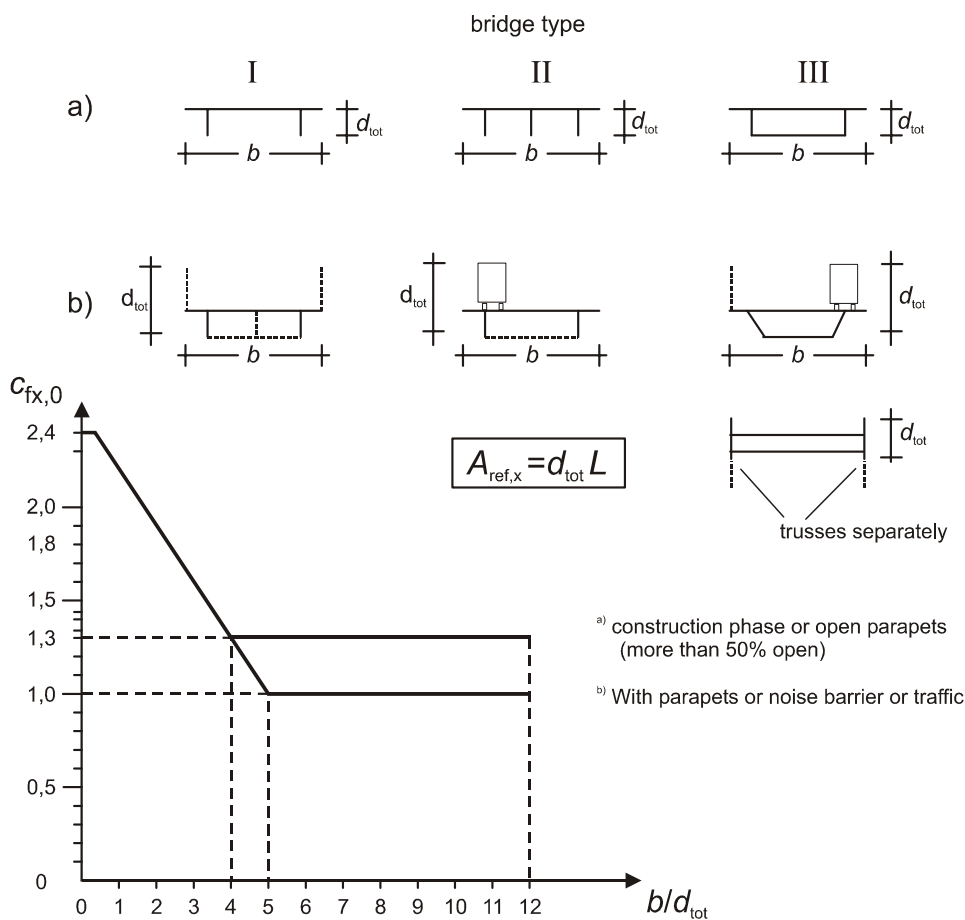 bridge type
I II III
a) d_tot d_tot d_tot
b b b
b) d_tot d_tot d_tot
b b b
c_fx,0
2,4
2,0
1,8
1,5
1,3
1,0
0,5
0
0 1 2 3 4 5 6 7 8 9 10 11 12
b/d_tot
A_ref,x = d_tot L
d_tot
trusses separately
a) construction phase or open parapets
(more than 50% open)
b) With parapets or noise barrier or traffic